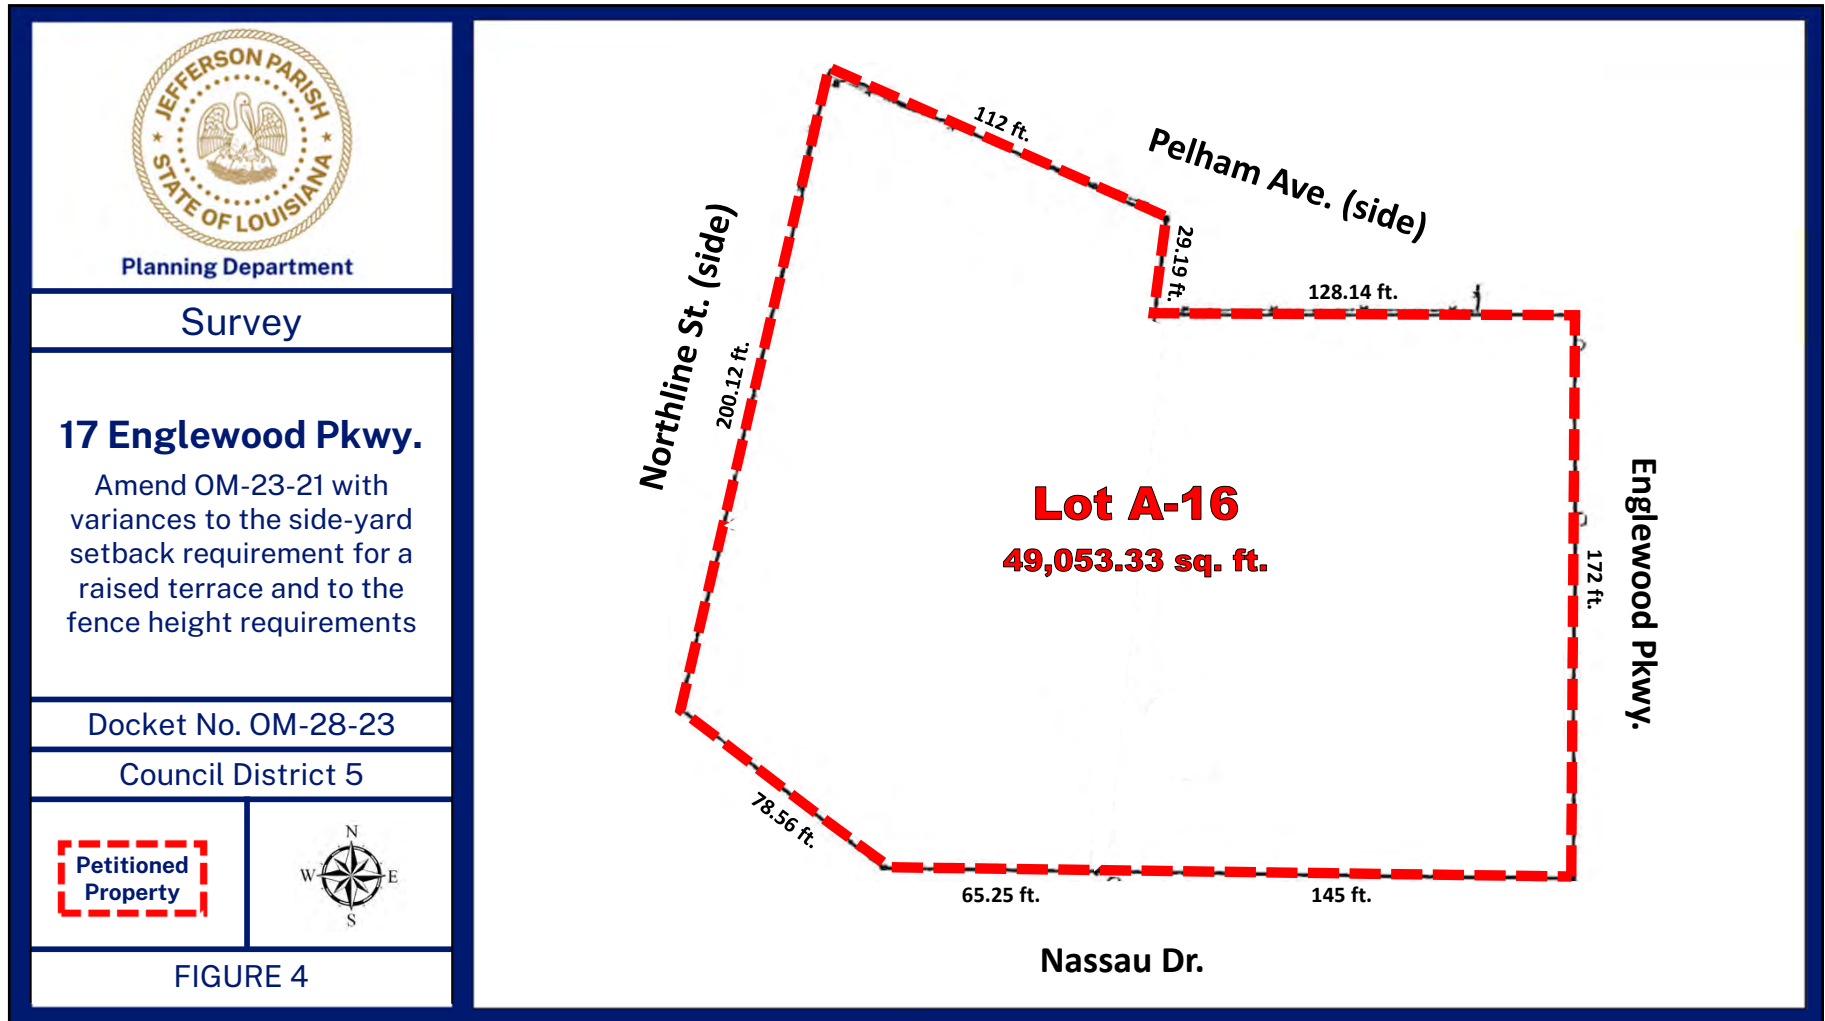 JEFFERSON PARISH
STATE OF LOUISIANA
Planning Department
Survey
17 Englewood Pkwy.
Amend OM-23-21 with
variances to the side-yard
setback requirement for a
raised terrace and to the
fence height requirements
Docket No. OM-28-23
Council District 5
Petitioned
Property
N
W
E
S
FIGURE 4
112 ft.
Pelham Ave. (side)
29.19 ft.
128.14 ft.
Northline St. (side)
200.12 ft.
Lot A-16
49,053.33 sq. ft.
172 ft.
Englewood Pkwy.
78.56 ft.
65.25 ft.
145 ft.
Nassau Dr.